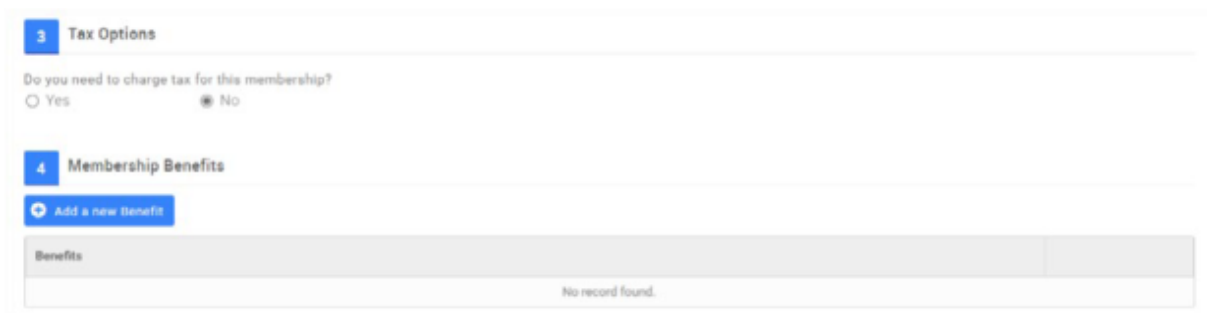 3 Tax Options
Do you need to charge tax for this membership?
Yes No
4 Membership Benefits
Add a new Benefit
Benefits
No record found.